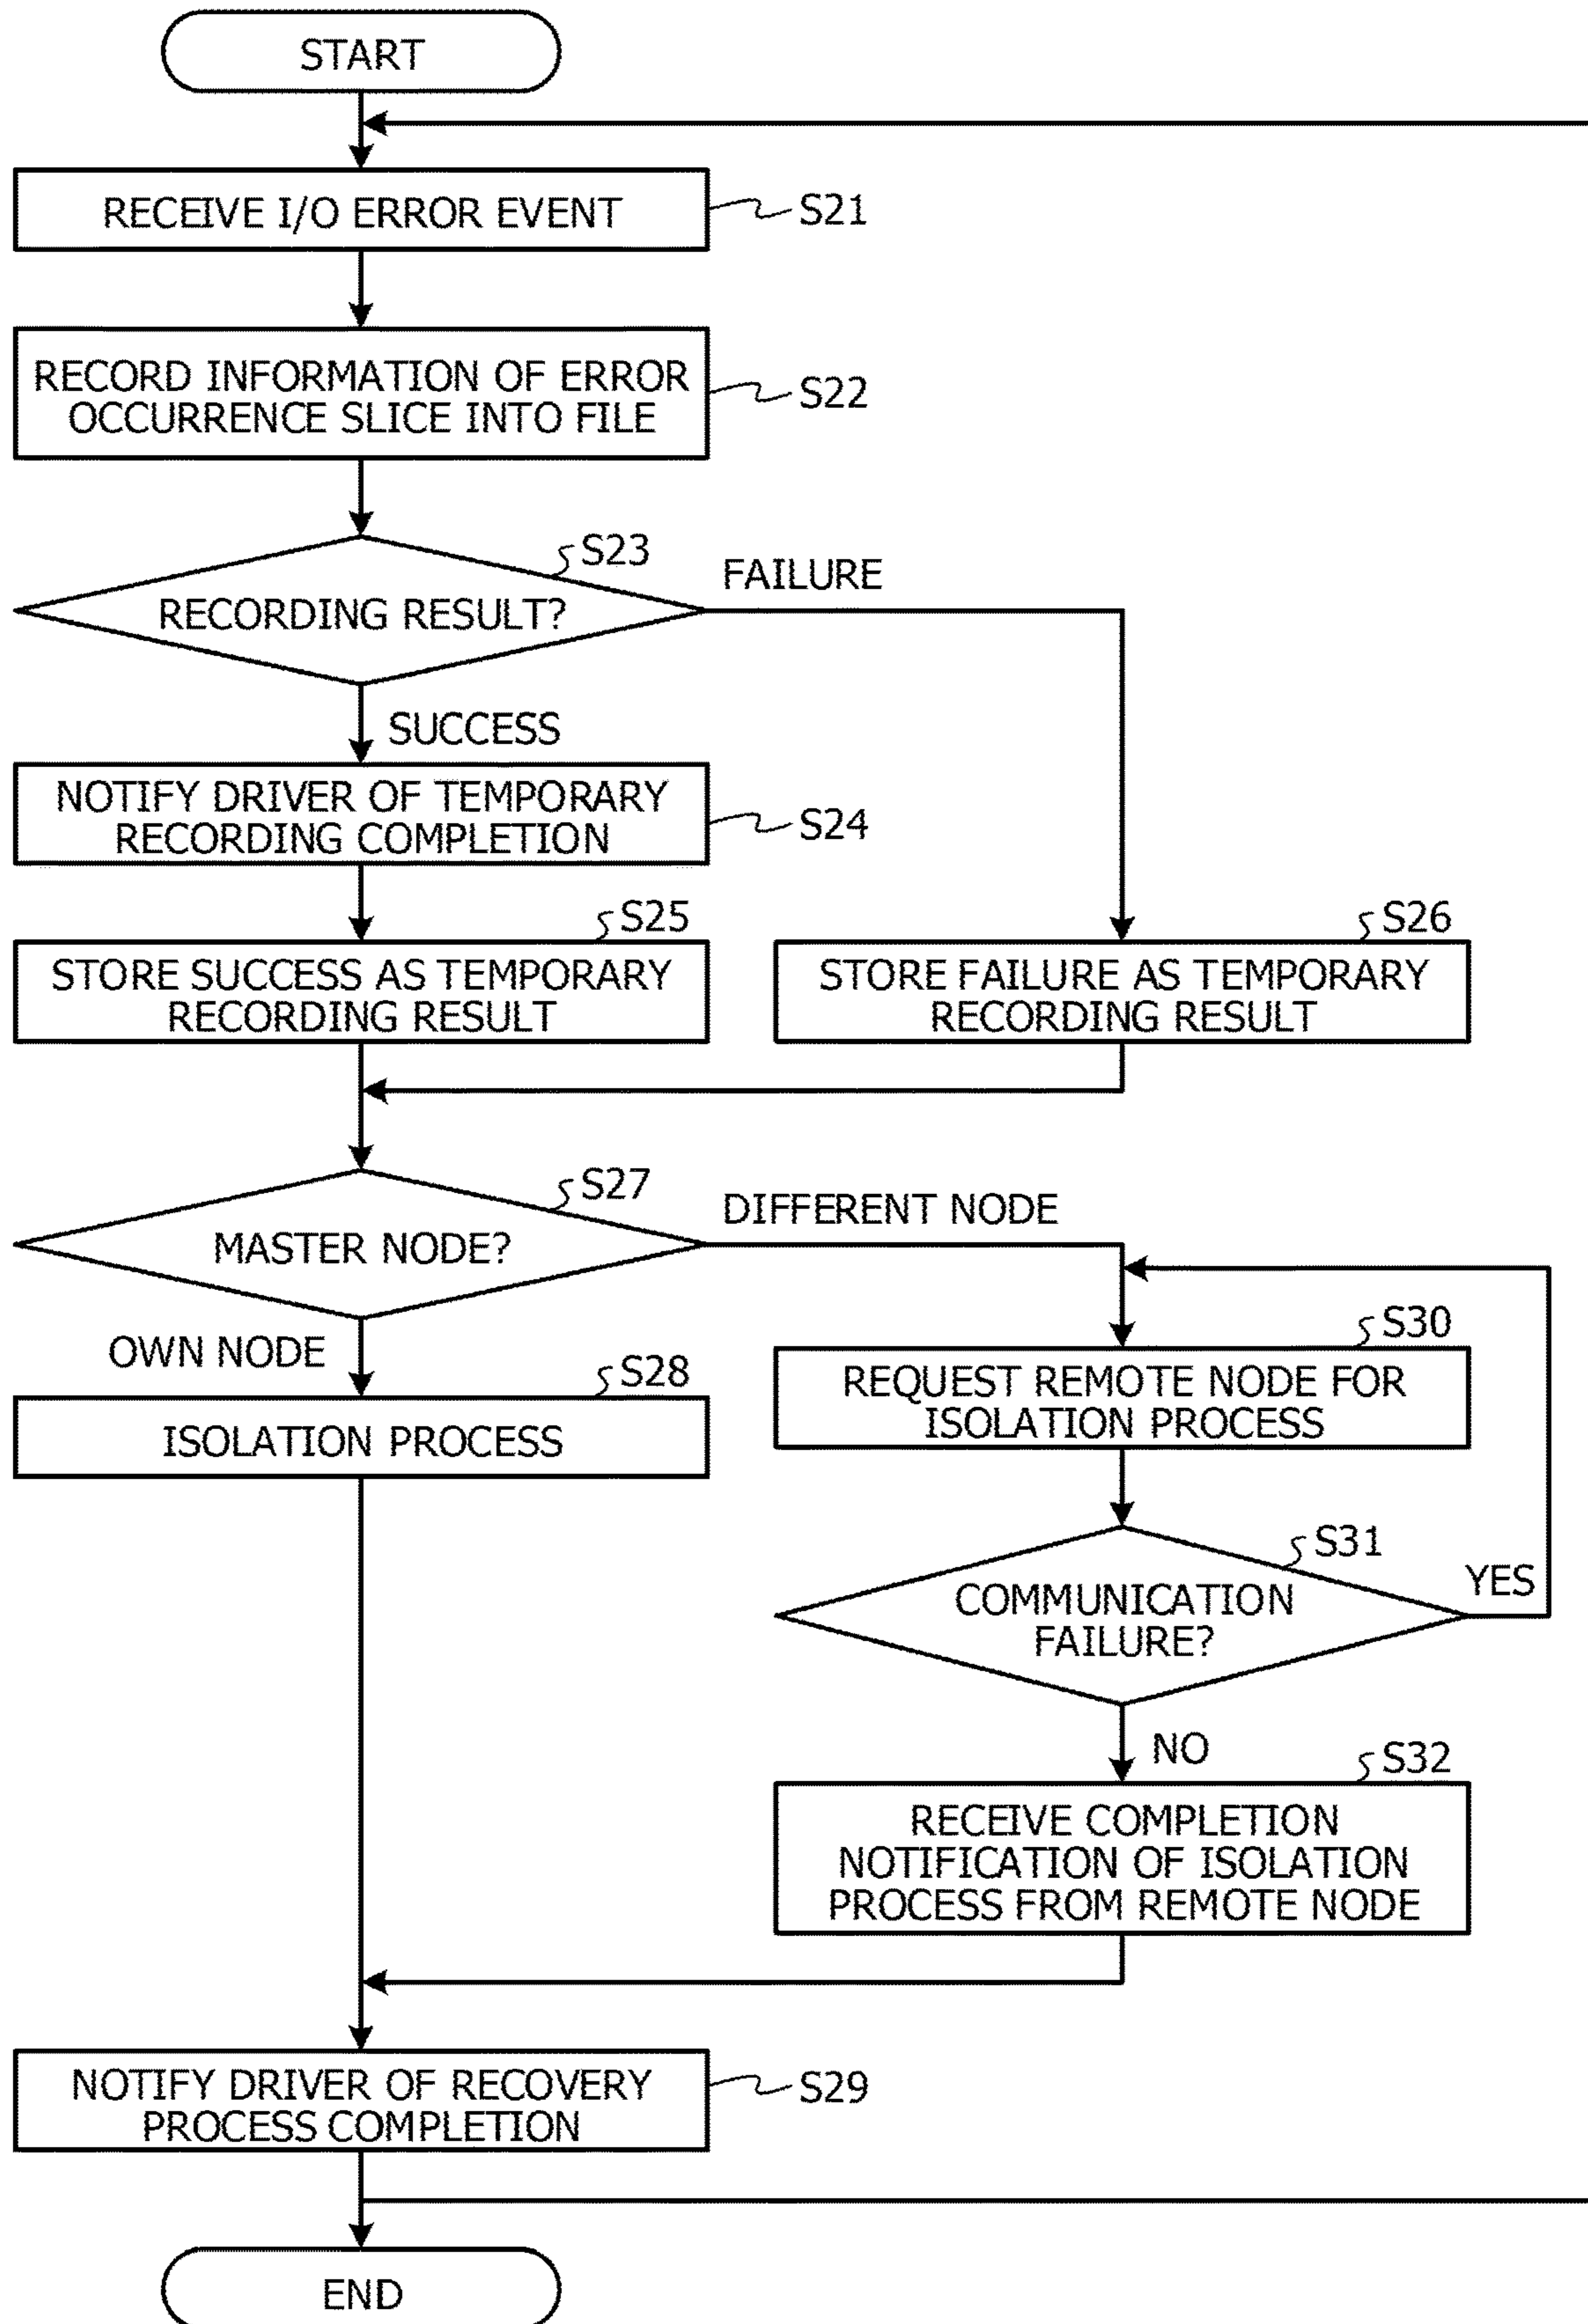 START
RECEIVE I/O ERROR EVENT
S21
RECORD INFORMATION OF ERROR
OCCURRENCE SLICE INTO FILE
S22
S23
RECORDING RESULT?
FAILURE
SUCCESS
NOTIFY DRIVER OF TEMPORARY
RECORDING COMPLETION
S24
S25
STORE SUCCESS AS TEMPORARY
RECORDING RESULT
S26
STORE FAILURE AS TEMPORARY
RECORDING RESULT
S27
MASTER NODE?
DIFFERENT NODE
OWN NODE
S28
ISOLATION PROCESS
S30
REQUEST REMOTE NODE FOR
ISOLATION PROCESS
S31
COMMUNICATION
FAILURE?
YES
NO
S32
RECEIVE COMPLETION
NOTIFICATION OF ISOLATION
PROCESS FROM REMOTE NODE
NOTIFY DRIVER OF RECOVERY
PROCESS COMPLETION
S29
END